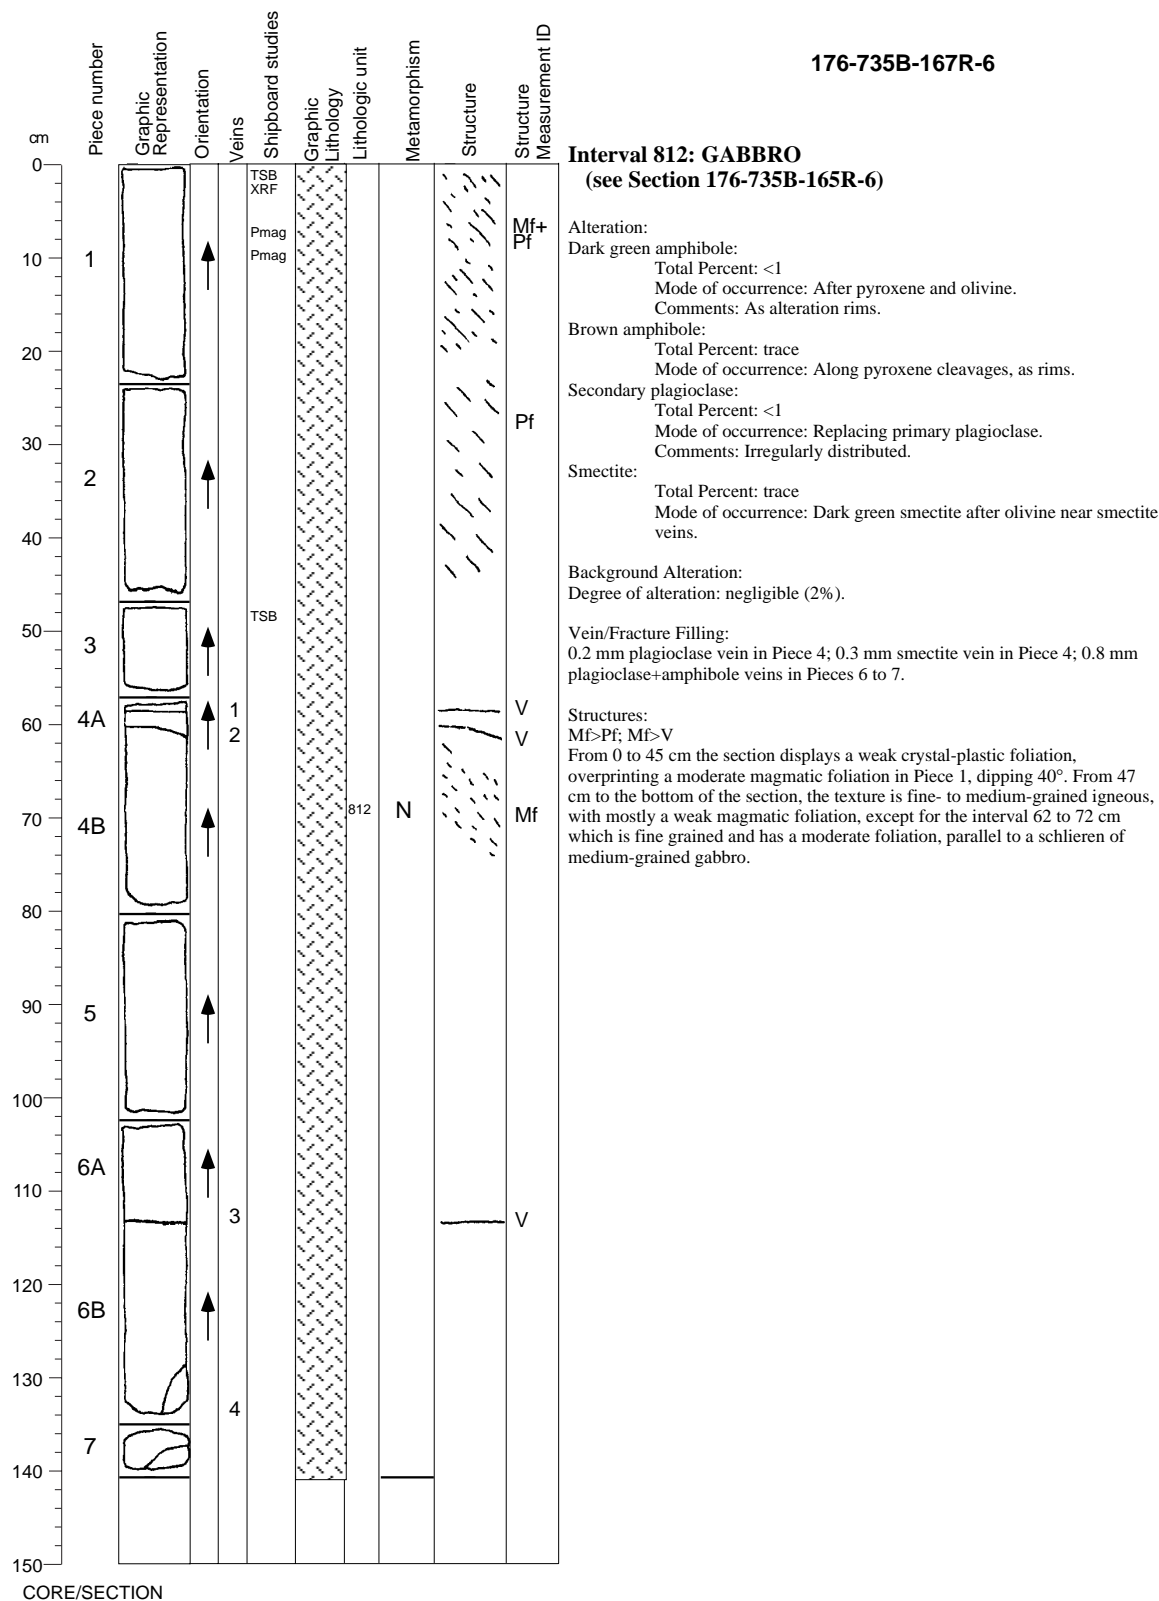 176-735B-167R-6
cm
Piece number
Graphic
Representation
Orientation
Veins
Shipboard studies
Graphic
Lithology
Lithologic unit
Metamorphism
Structure
Structure
Measurement ID
0
10
20
30
40
50
60
70
80
90
100
110
120
130
140
150
1
2
3
4A
4B
5
6A
6B
7
1
2
3
4
TSB
XRF
Pmag
Pmag
TSB
812
N
Mf+
Pf
Pf
V
V
Mf
V
CORE/SECTION
Interval 812: GABBRO
(see Section 176-735B-165R-6)
Alteration:
Dark green amphibole:
Total Percent: <1
Mode of occurrence: After pyroxene and olivine.
Comments: As alteration rims.
Brown amphibole:
Total Percent: trace
Mode of occurrence: Along pyroxene cleavages, as rims.
Secondary plagioclase:
Total Percent: <1
Mode of occurrence: Replacing primary plagioclase.
Comments: Irregularly distributed.
Smectite:
Total Percent: trace
Mode of occurrence: Dark green smectite after olivine near smectite
veins.
Background Alteration:
Degree of alteration: negligible (2%).
Vein/Fracture Filling:
0.2 mm plagioclase vein in Piece 4; 0.3 mm smectite vein in Piece 4; 0.8 mm
plagioclase+amphibole veins in Pieces 6 to 7.
Structures:
Mf>Pf; Mf>V
From 0 to 45 cm the section displays a weak crystal-plastic foliation,
overprinting a moderate magmatic foliation in Piece 1, dipping 40°. From 47
cm to the bottom of the section, the texture is fine- to medium-grained igneous,
with mostly a weak magmatic foliation, except for the interval 62 to 72 cm
which is fine grained and has a moderate foliation, parallel to a schlieren of
medium-grained gabbro.